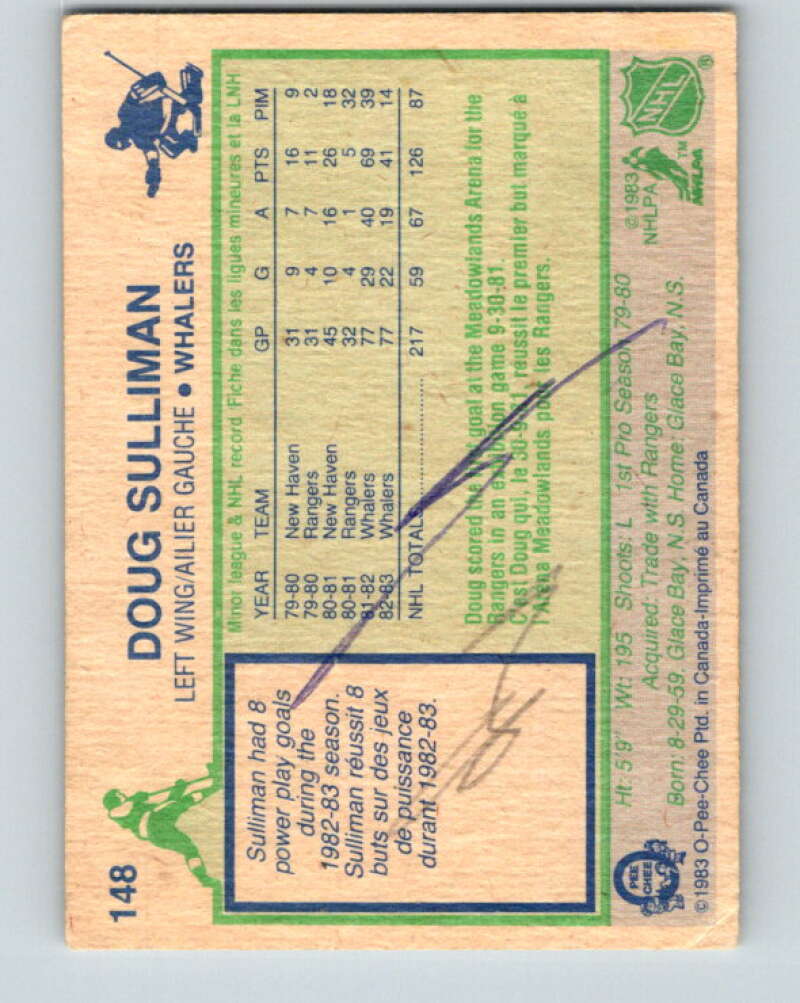 148
DOUG SULLIMAN
LEFT WING/AILIER GAUCHE • WHALERS
Sulliman had 8
power play goals
during the
1982-83 season.
Sulliman réussit 8
buts sur des jeux
de puissance
durant 1982-83.
Minor league & NHL record Fiche dans les ligues mineures et la LNH
YEAR TEAM GP G A PTS PIM
79-80 New Haven 31 9 7 16 9
79-80 Rangers 31 4 7 11 2
80-81 New Haven 45 10 16 26 18
80-81 Rangers 32 4 1 5 32
81-82 Whalers 77 29 40 69 39
82-83 Whalers 77 22 19 41 14
NHL TOTALS 217 59 67 126 87
Doug scored the goal at the Meadowlands Arena for the
Rangers in an game 9-30-81.
C'est Doug qui, le 30-9-81, réussit le premier but marqué à
l'Arena Meadowlands pour les Rangers.
Ht: 5'9" Wt: 195 Shoots: L 1st Pro Season: 79-80
Acquired: Trade with Rangers
Born: 8-29-59, Glace Bay, N.S. Home: Glace Bay, N.S.
©1983 O-Pee-Chee Ptd. in Canada-Imprimé au Canada
PEE
CHEE
©1983
NHLPA
NHLPA
TM
NHL
®